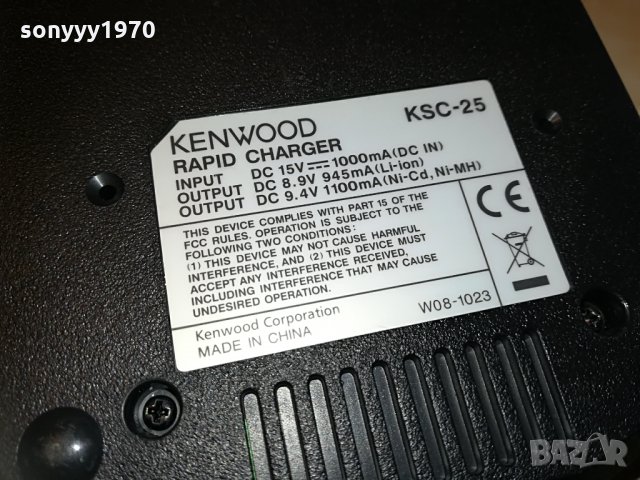 sonyyy1970
KENWOOD
KSC-25
RAPID CHARGER
INPUT DC 15V 1000mA(DC IN)
OUTPUT DC 8.9V 945mA(Li-ion)
OUTPUT DC 9.4V 1100mA(Ni-Cd, Ni-MH)
THIS DEVICE COMPLIES WITH PART 15 OF THE
FCC RULES. OPERATION IS SUBJECT TO THE
FOLLOWING TWO CONDITIONS:
(1) THIS DEVICE MAY NOT CAUSE HARMFUL
INTERFERENCE, AND (2) THIS DEVICE MUST
ACCEPT ANY INTERFERENCE RECEIVED,
INCLUDING INTERFERENCE THAT MAY CAUSE
UNDESIRED OPERATION.
CE
Kenwood Corporation
MADE IN CHINA
W08-1023
BAZAR